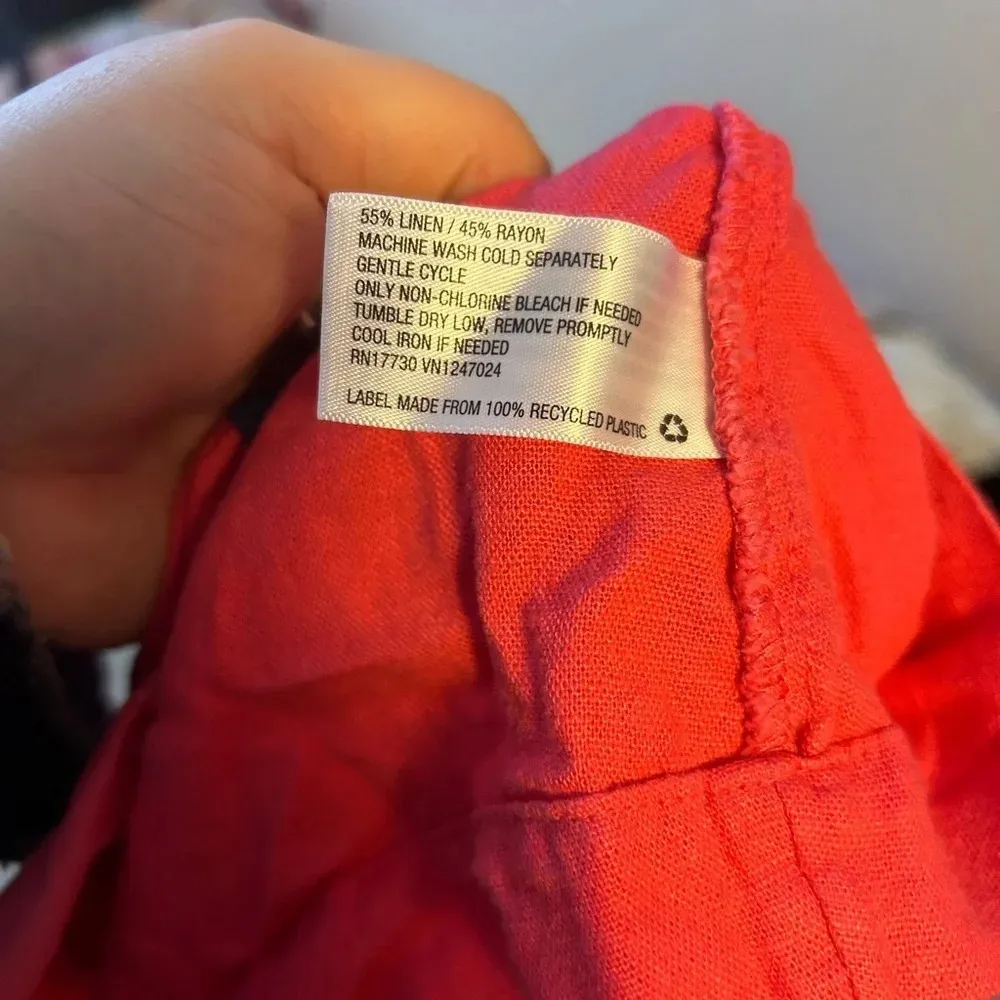 55% LINEN / 45% RAYON
MACHINE WASH COLD SEPARATELY
GENTLE CYCLE
ONLY NON-CHLORINE BLEACH IF NEEDED
TUMBLE DRY LOW, REMOVE PROMPTLY
COOL IRON IF NEEDED
RN17730 VN1247024
LABEL MADE FROM 100% RECYCLED PLASTIC